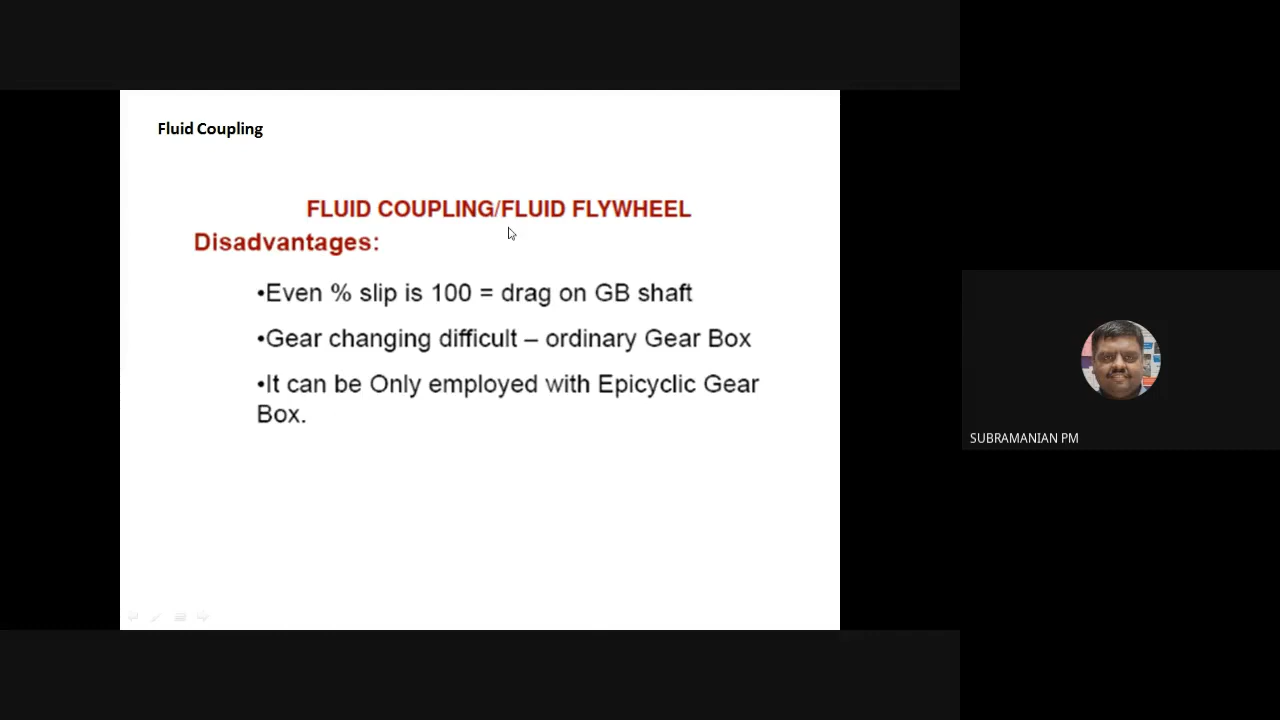 Fluid Coupling
FLUID COUPLING/FLUID FLYWHEEL
Disadvantages:
•Even % slip is 100 = drag on GB shaft
•Gear changing difficult – ordinary Gear Box
•It can be Only employed with Epicyclic Gear
Box.
SUBRAMANIAN PM